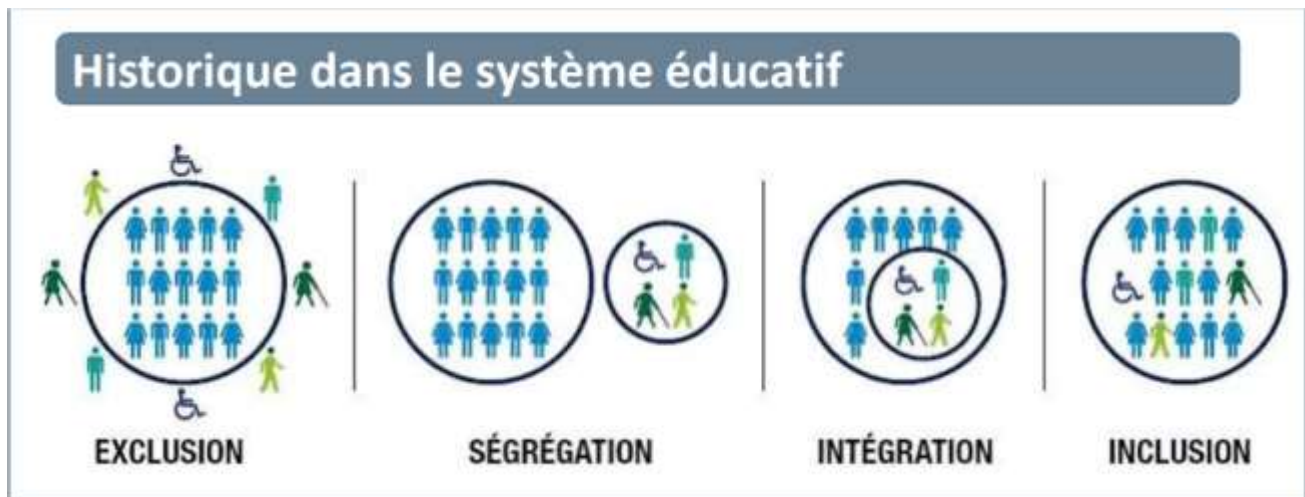 Historique dans le système éducatif
EXCLUSION
SÉGRÉGATION
INTÉGRATION
INCLUSION